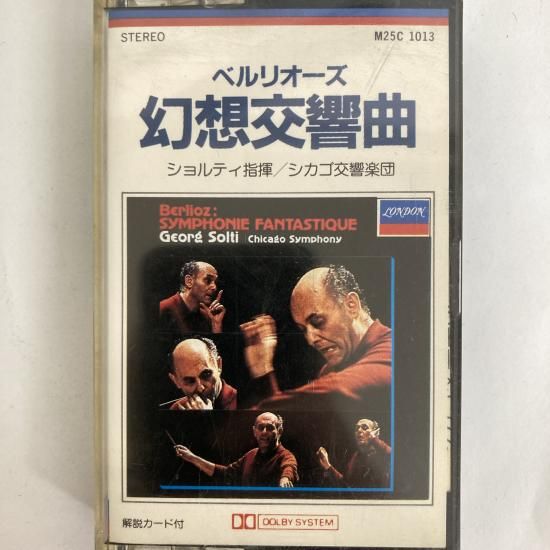 STEREO M25C 1013
ベルリオーズ
幻想交響曲
ショルティ指揮/シカゴ交響楽団
Berlioz:
SYMPHONIE FANTASTIQUE
Georg Solti Chicago Symphony
LONDON
解説カード付 DOLBY SYSTEM